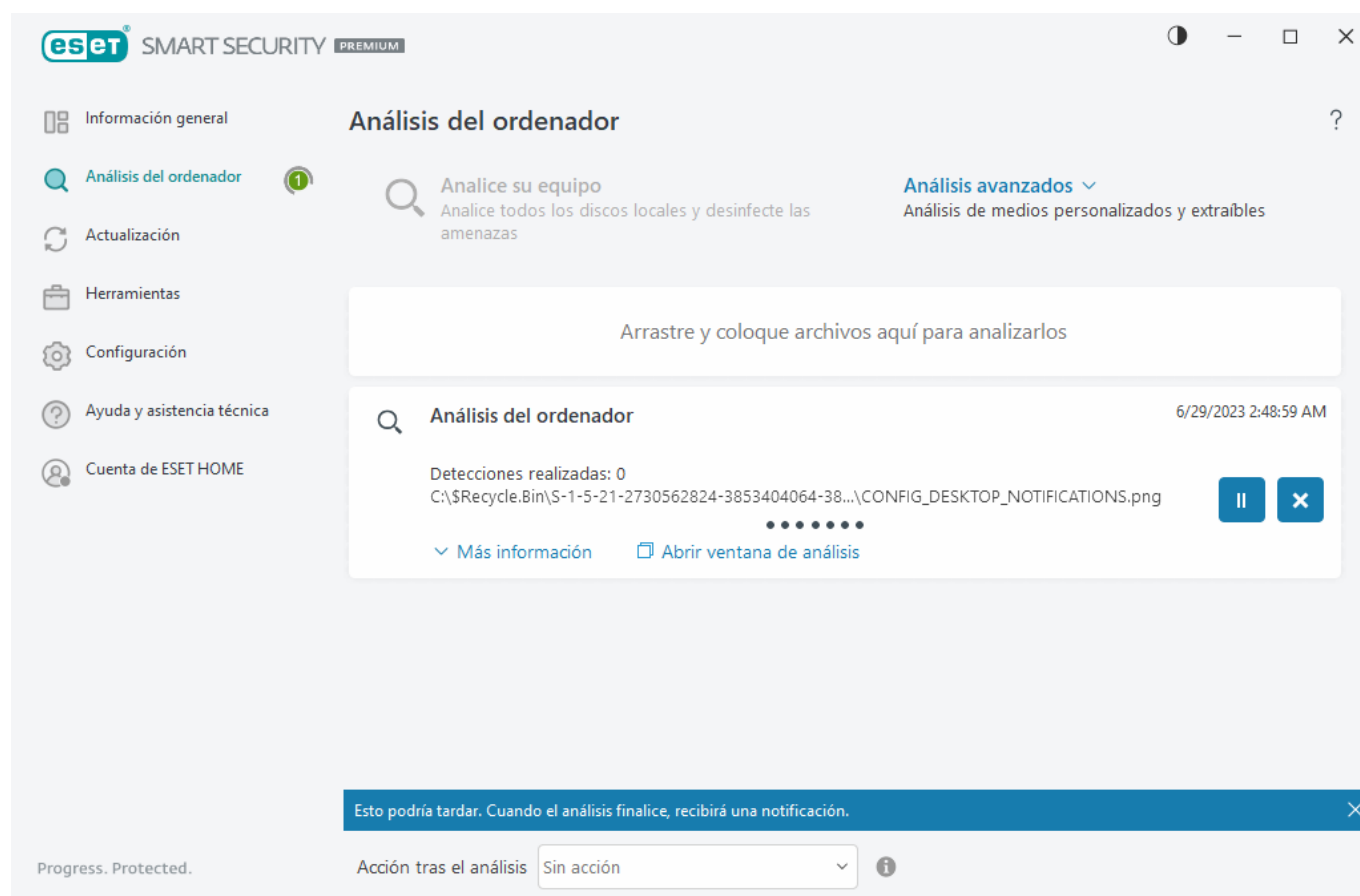 eset® SMART SECURITY PREMIUM
Información general
Análisis del ordenador
1
Actualización
Herramientas
Configuración
Ayuda y asistencia técnica
Cuenta de ESET HOME
Progress. Protected.
Análisis del ordenador
?
Analice su equipo
Analice todos los discos locales y desinfecte las
amenazas
Análisis avanzados
Análisis de medios personalizados y extraíbles
Arrastre y coloque archivos aquí para analizarlos
Análisis del ordenador
6/29/2023 2:48:59 AM
Detecciones realizadas: 0
C:\$Recycle.Bin\S-1-5-21-2730562824-3853404064-38...\CONFIG_DESKTOP_NOTIFICATIONS.png
Más información
Abrir ventana de análisis
Esto podría tardar. Cuando el análisis finalice, recibirá una notificación.
Acción tras el análisis
Sin acción